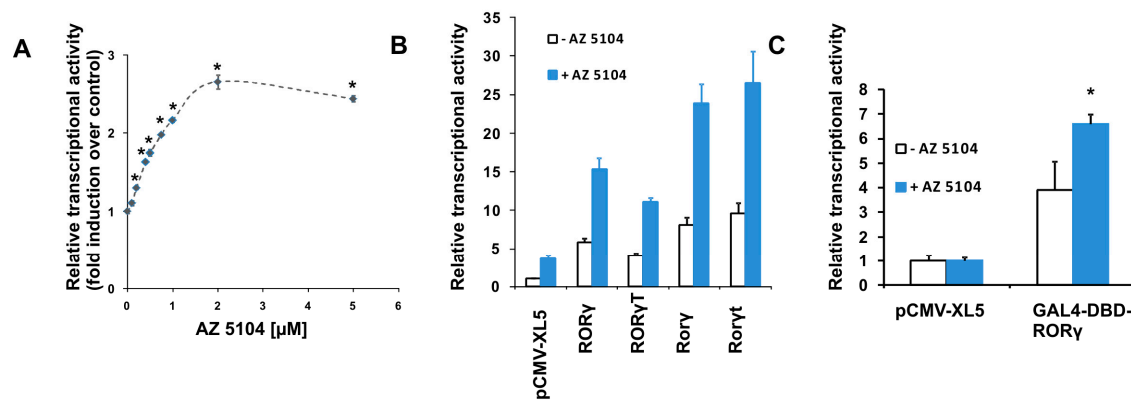 A
Relative transcriptional activity
(fold induction over control)
3
2
1
0
0
1
2
3
4
5
6
*
*
*
*
*
*
*
*
AZ 5104 [µM]
B
Relative transcriptional activity
35
30
25
20
15
10
5
0
- AZ 5104
+ AZ 5104
pCMV-XL5
RORγ
RORγT
Rorγ
Rorγt
C
Relative transcriptional activity
8
7
6
5
4
3
2
1
0
- AZ 5104
+ AZ 5104
*
pCMV-XL5
GAL4-DBD-
RORγ